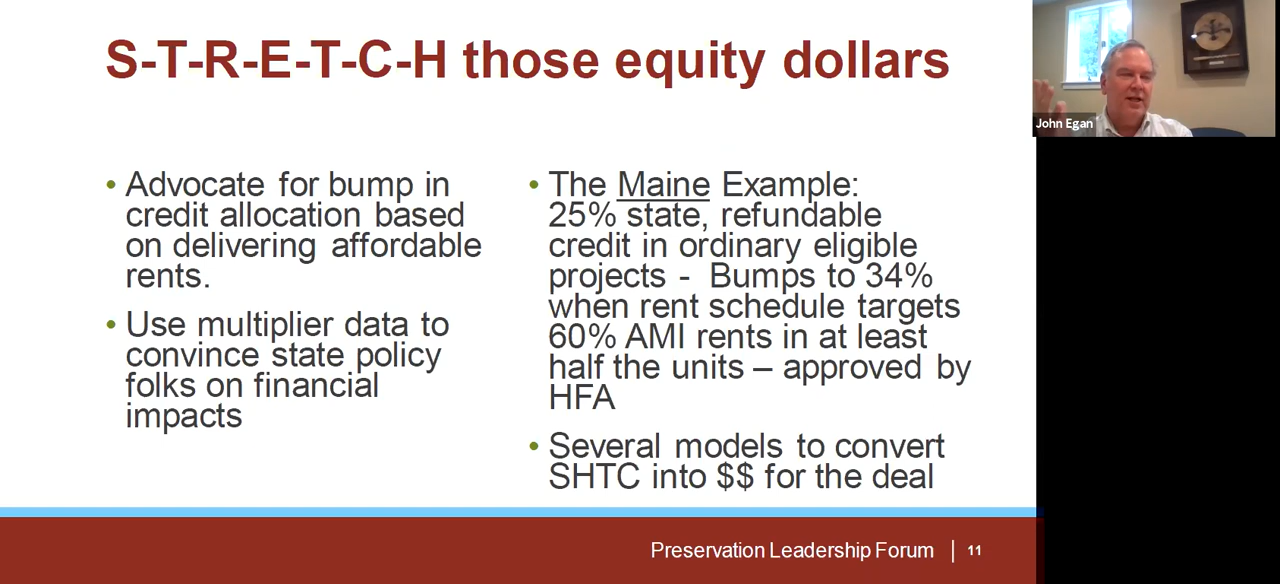 S-T-R-E-T-C-H those equity dollars
• Advocate for bump in
credit allocation based
on delivering affordable
rents.
• Use multiplier data to
convince state policy
folks on financial
impacts
• The Maine Example:
25% state, refundable
credit in ordinary eligible
projects - Bumps to 34%
when rent schedule targets
60% AMI rents in at least
half the units – approved by
HFA
• Several models to convert
SHTC into $$ for the deal
Preservation Leadership Forum | 11
John Egan